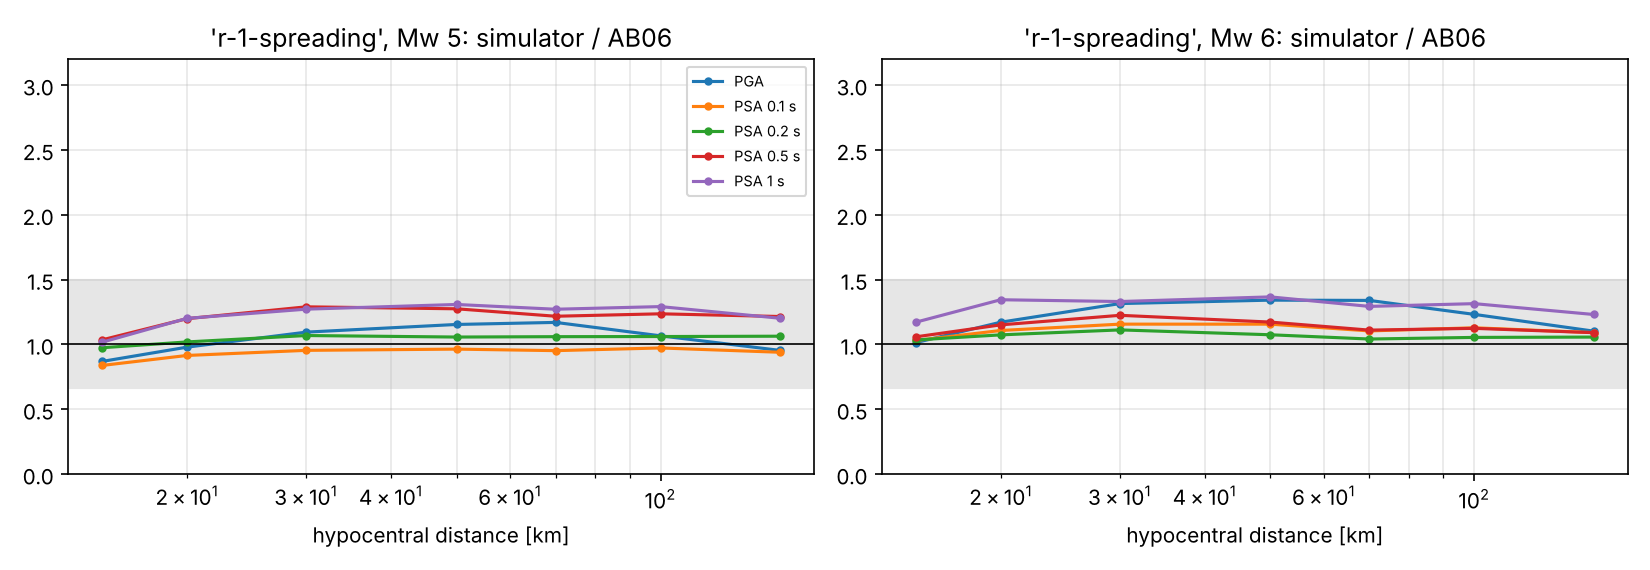 'r-1-spreading', Mw 5: simulator / AB06
3.0
2.5
2.0
1.5
1.0
0.5
0.0
PGA
PSA 0.1 s
PSA 0.2 s
PSA 0.5 s
PSA 1 s
2 × 10¹
3 × 10¹
4 × 10¹
6 × 10¹
10²
hypocentral distance [km]
'r-1-spreading', Mw 6: simulator / AB06
3.0
2.5
2.0
1.5
1.0
0.5
0.0
2 × 10¹
3 × 10¹
4 × 10¹
6 × 10¹
10²
hypocentral distance [km]